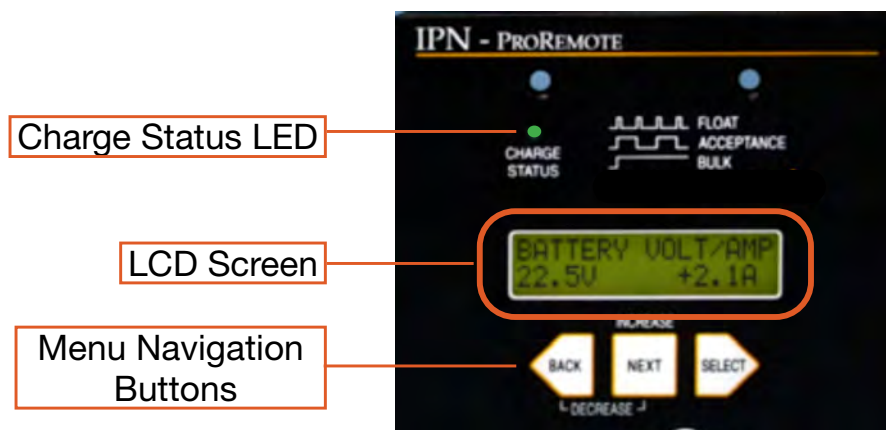 IPN - PROREMOTE
Charge Status LED
CHARGE
STATUS
FLOAT
ACCEPTANCE
BULK
LCD Screen
BATTERY VOLT/AMP
22.5V +2.1A
Menu Navigation
Buttons
INCREASE
BACK NEXT SELECT
DECREASE